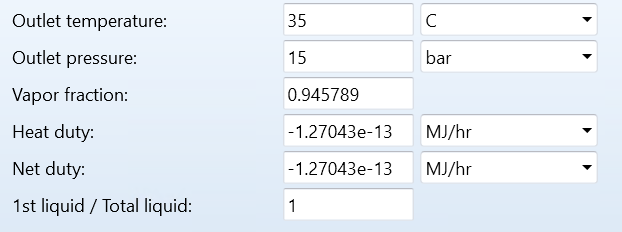 Outlet temperature: 35 C
Outlet pressure: 15 bar
Vapor fraction: 0.945789
Heat duty: -1.27043e-13 MJ/hr
Net duty: -1.27043e-13 MJ/hr
1st liquid / Total liquid: 1